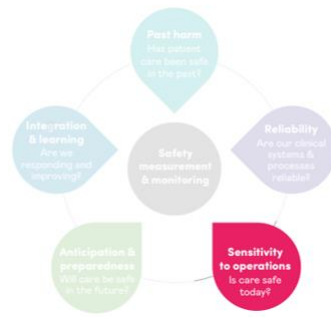 Past harm
Has patient
care been safe
in the past?
Integration
& learning
Are we
responding and
improving?
Safety
measurement
& monitoring
Reliability
Are our clinical
systems &
processes
reliable?
Anticipation &
preparedness
Will care be safe
in the future?
Sensitivity
to operations
Is care safe
today?